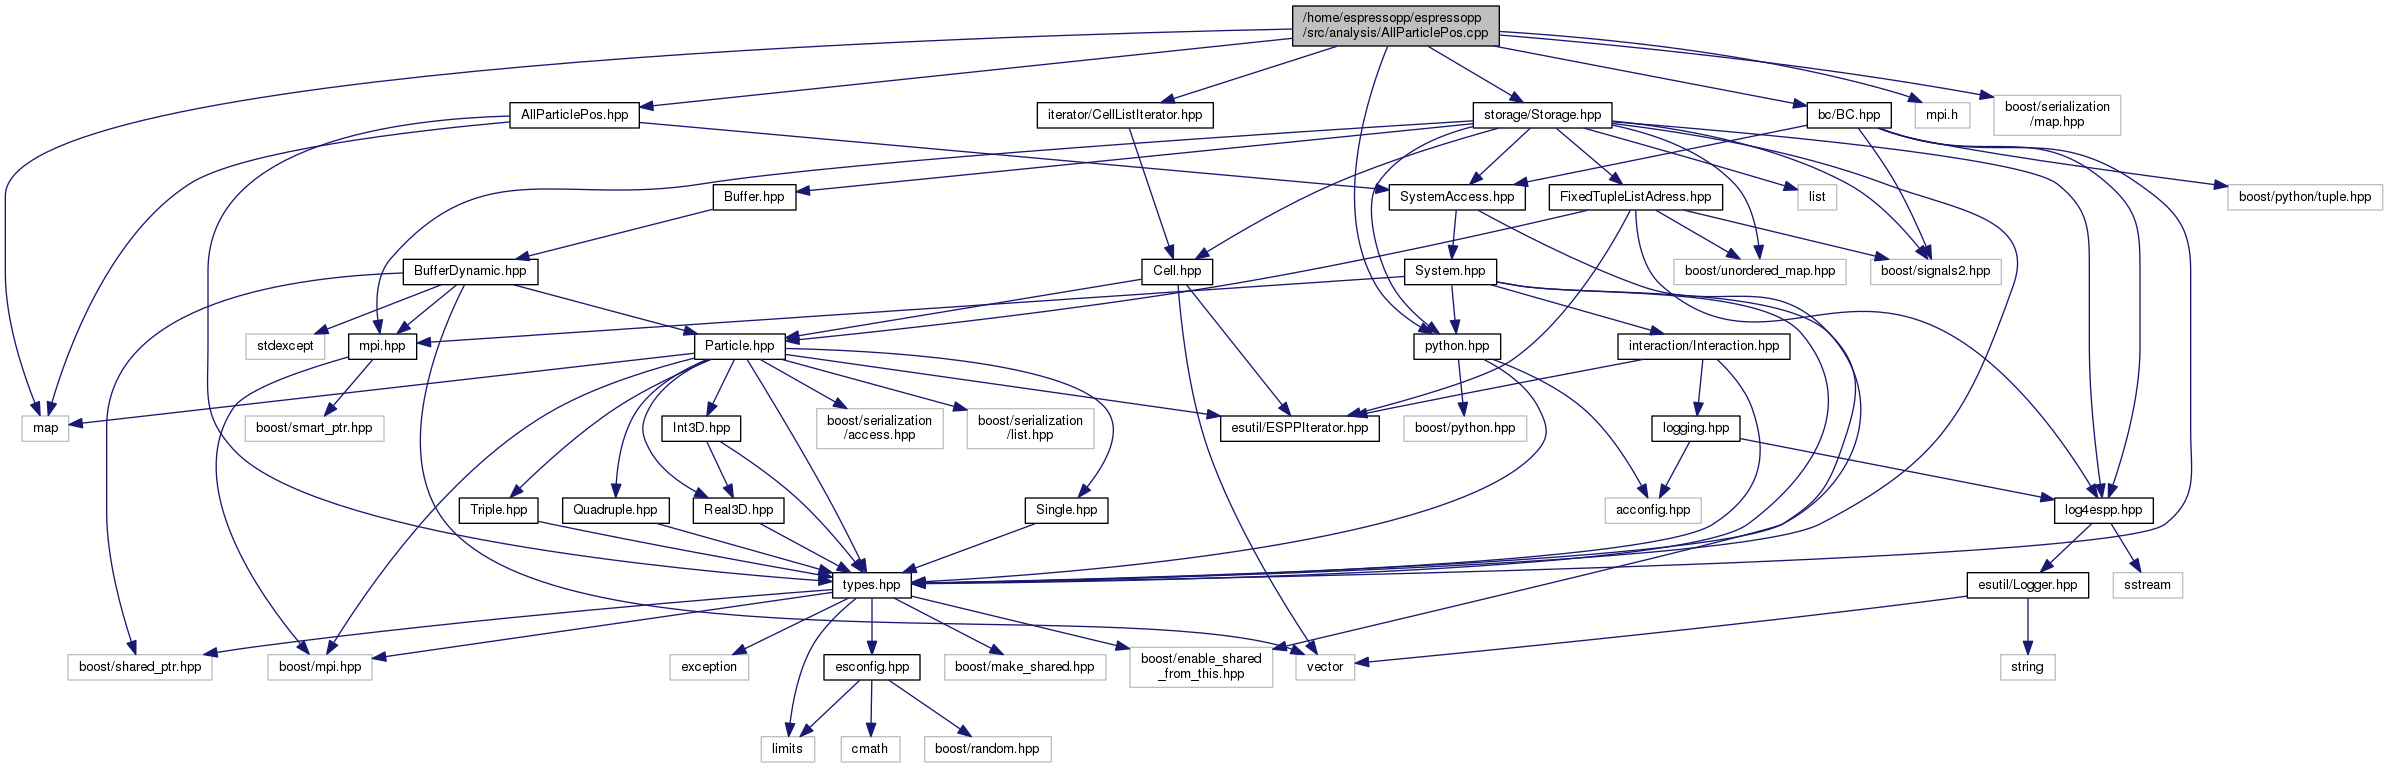 /home/espressopp/espressopp
/src/analysis/AllParticlePos.cpp
AllParticlePos.hpp
iterator/CellListIterator.hpp
storage/Storage.hpp
bc/BC.hpp
mpi.h
boost/serialization
/map.hpp
Buffer.hpp
SystemAccess.hpp
FixedTupleListAdress.hpp
list
boost/python/tuple.hpp
BufferDynamic.hpp
Cell.hpp
System.hpp
boost/unordered_map.hpp
boost/signals2.hpp
stdexcept
mpi.hpp
Particle.hpp
python.hpp
interaction/Interaction.hpp
map
boost/smart_ptr.hpp
Int3D.hpp
boost/serialization
/access.hpp
boost/serialization
/list.hpp
esutil/ESPPIterator.hpp
boost/python.hpp
logging.hpp
Triple.hpp
Quadruple.hpp
Real3D.hpp
Single.hpp
acconfig.hpp
log4espp.hpp
types.hpp
esutil/Logger.hpp
sstream
boost/shared_ptr.hpp
boost/mpi.hpp
exception
esconfig.hpp
boost/make_shared.hpp
boost/enable_shared
_from_this.hpp
vector
string
limits
cmath
boost/random.hpp